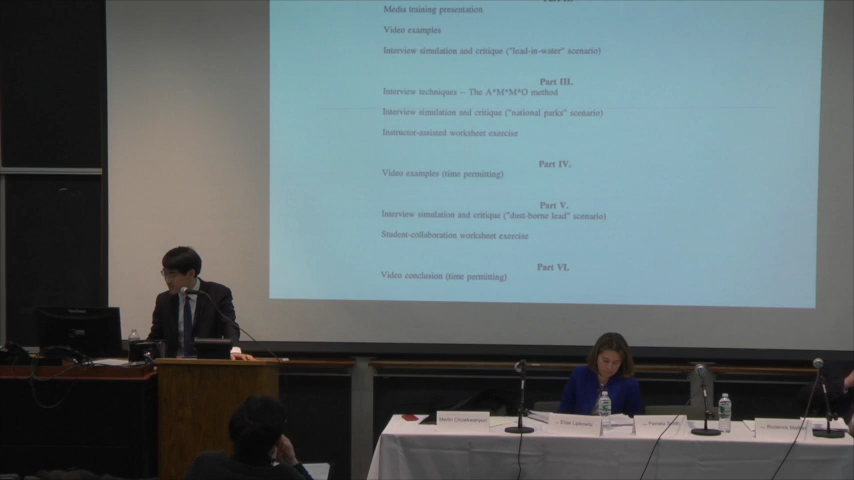 Media training presentation
Video examples
Interview simulation and critique ("lead-in-water" scenario)
Part III.
Interview techniques – The A*M*M*O method
Interview simulation and critique ("national parks" scenario)
Instructor-assisted worksheet exercise
Part IV.
Video examples (time permitting)
Part V.
Interview simulation and critique ("dust-borne lead" scenario)
Student-collaboration worksheet exercise
Part VI.
Video conclusion (time permitting)
Pamela
Roderick